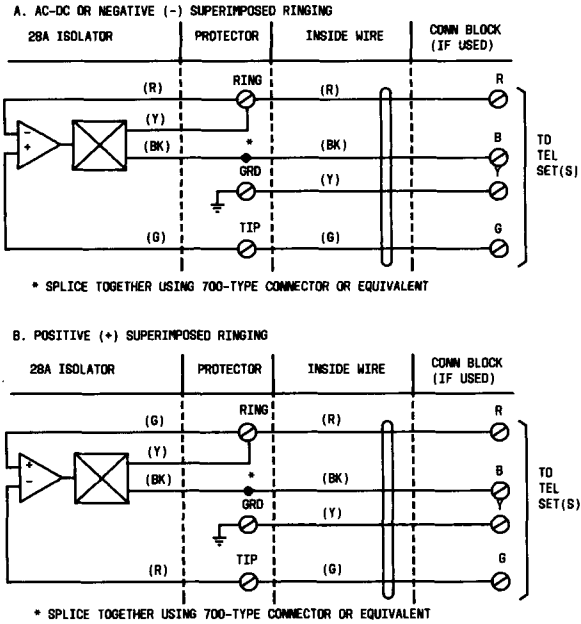 A. AC-DC OR NEGATIVE (-) SUPERIMPOSED RINGING
28A ISOLATOR PROTECTOR INSIDE WIRE CONN BLOCK
(IF USED)
RING R
(R) (R)
- (Y)
+ (BK) * (BK) B
GRD Y
(Y)
TO
TEL
SET(S)
TIP G
(G) (G)
* SPLICE TOGETHER USING 700-TYPE CONNECTOR OR EQUIVALENT
B. POSITIVE (+) SUPERIMPOSED RINGING
28A ISOLATOR PROTECTOR INSIDE WIRE CONN BLOCK
(IF USED)
RING R
(G) (R)
+ (Y)
- (BK) * (BK) B
GRD Y
(Y)
TO
TEL
SET(S)
TIP G
(R) (G)
* SPLICE TOGETHER USING 700-TYPE CONNECTOR OR EQUIVALENT